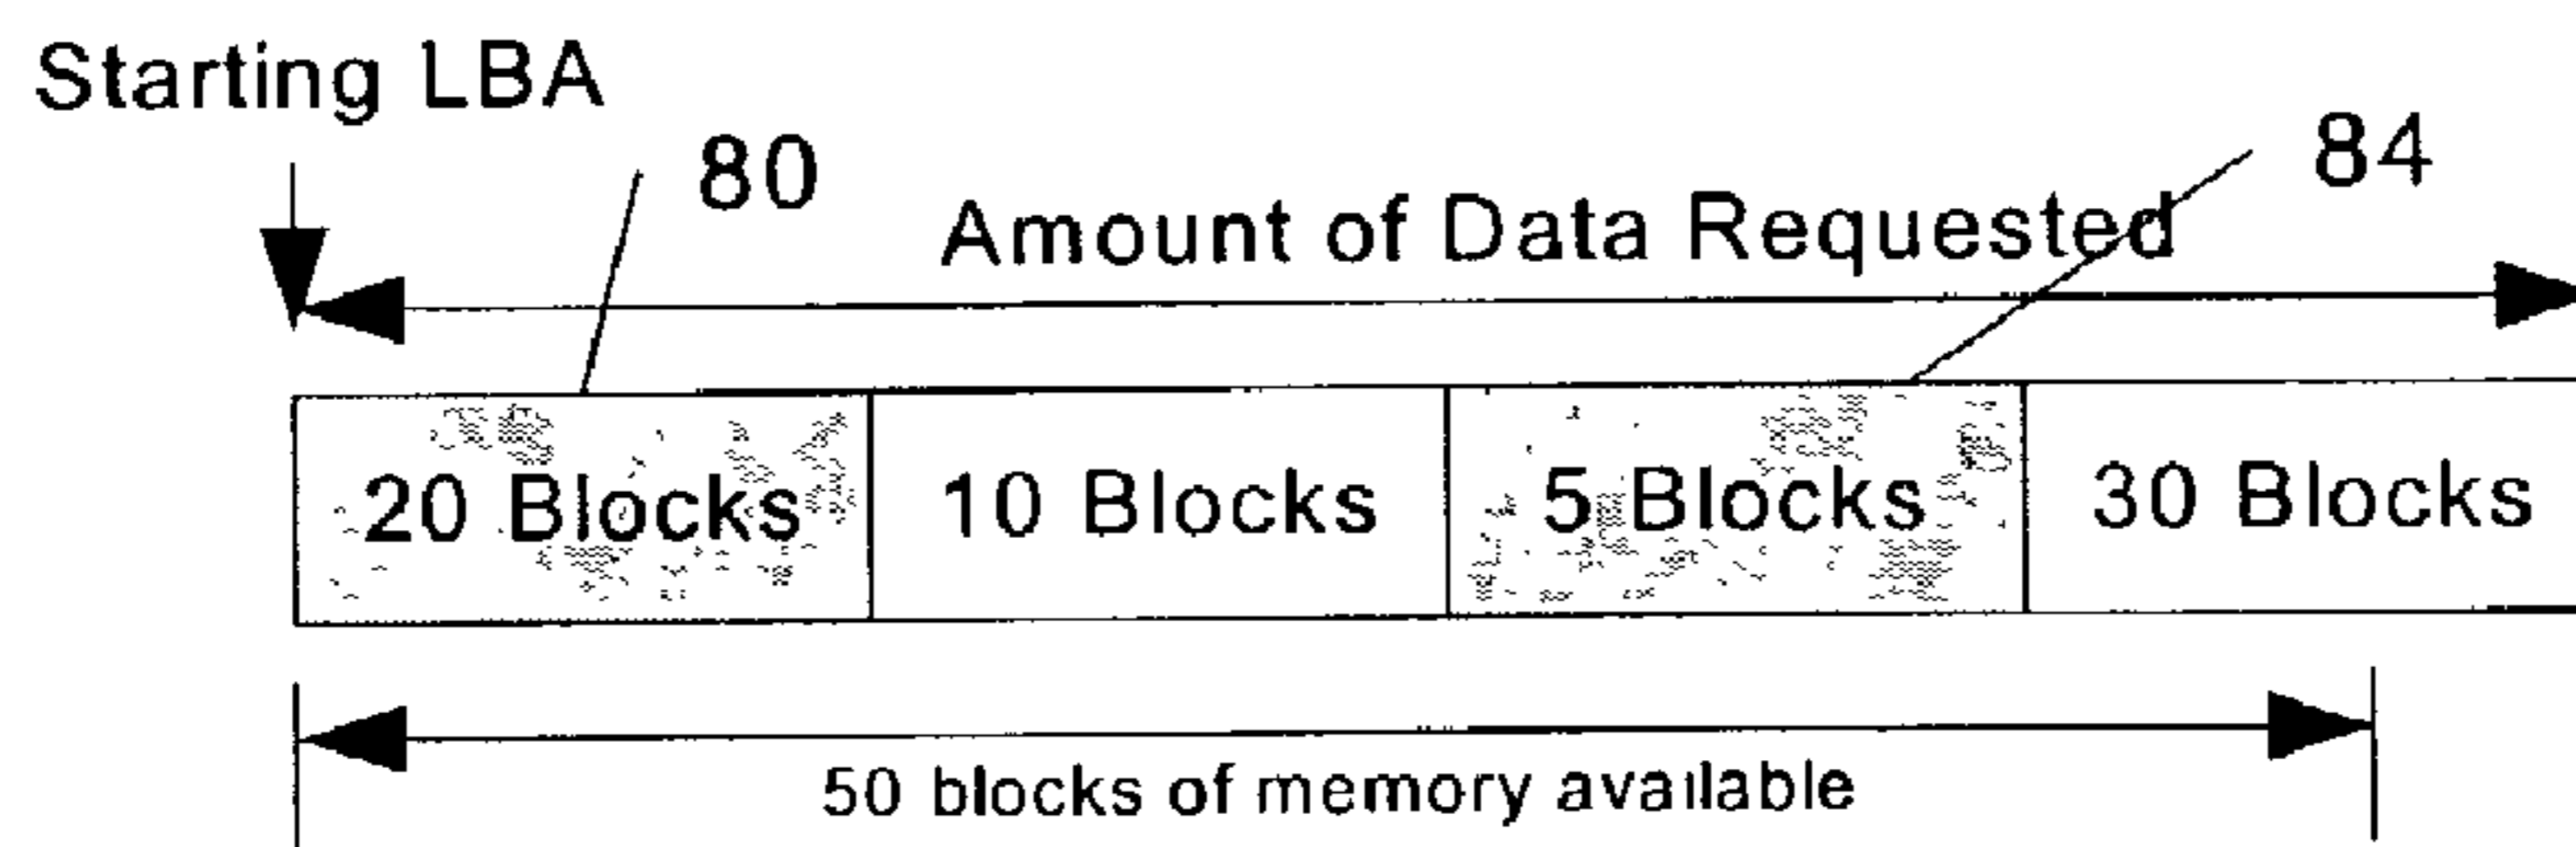 Starting LBA
80
84
Amount of Data Requested
20 Blocks
10 Blocks
5 Blocks
30 Blocks
50 blocks of memory available